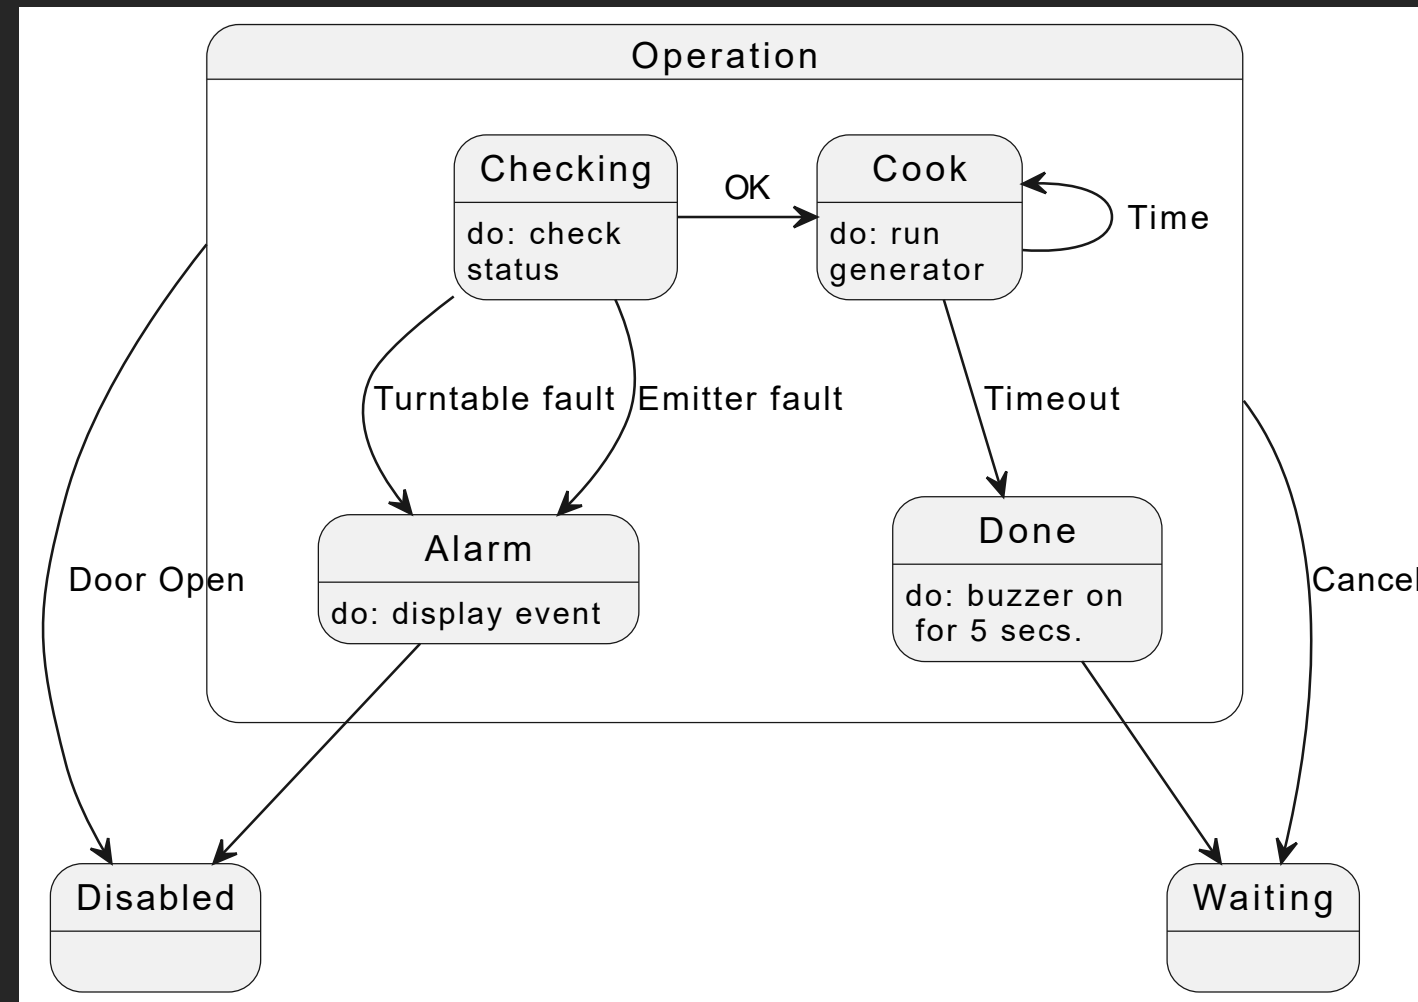 Operation
Checking
do: check
status
OK
Cook
do: run
generator
Time
Turntable fault
Emitter fault
Timeout
Alarm
do: display event
Done
do: buzzer on
for 5 secs.
Door Open
Cancel
Disabled
Waiting